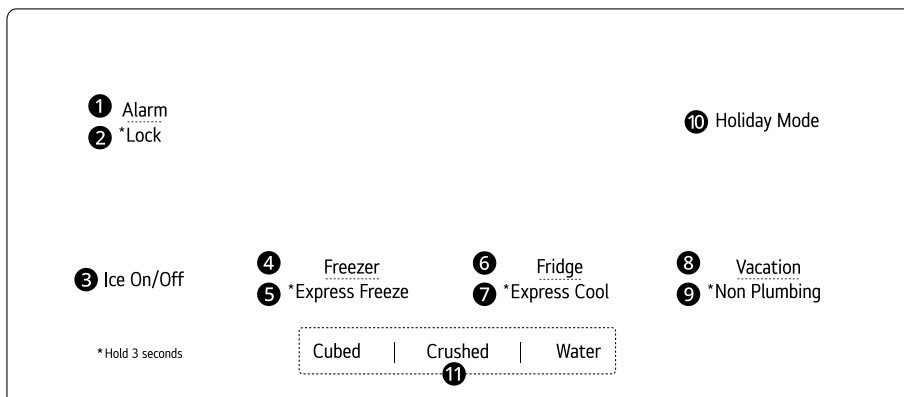 1 Alarm
2 *Lock
10 Holiday Mode
3 Ice On/Off
4 Freezer
5 *Express Freeze
6 Fridge
7 *Express Cool
8 Vacation
9 *Non Plumbing
*Hold 3 seconds
Cubed | Crushed | Water
11